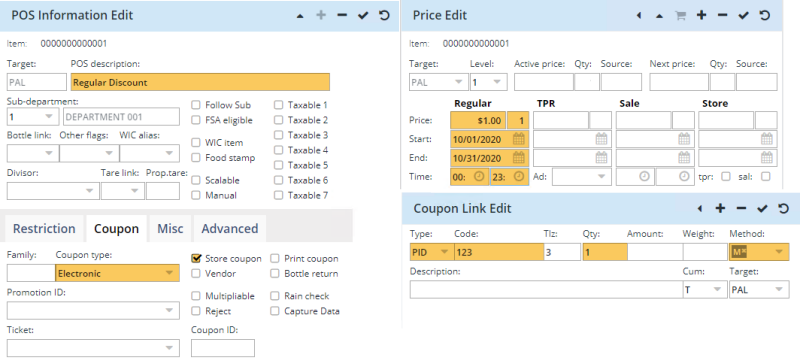 POS Information Edit
Item: 0000000000001
Target: POS description:
PAL Regular Discount
Sub-department:
1 DEPARTMENT 001
Bottle link: Other flags: WIC alias:
Divisor: Tare link: Prop.tare:
Follow Sub
FSA eligible
WIC item
Food stamp
Scalable
Manual
Taxable 1
Taxable 2
Taxable 3
Taxable 4
Taxable 5
Taxable 6
Taxable 7
Restriction Coupon Misc Advanced
Family: Coupon type:
Electronic
Promotion ID:
Ticket:
Store coupon
Vendor
Multipliable
Reject
Coupon ID:
Print coupon
Bottle return
Rain check
Capture Data
Price Edit
Item: 0000000000001
Target: Level: Active price: Qty: Source: Next price: Qty: Source:
PAL 1
Regular TPR Sale Store
Price: $1.00 1
Start: 10/01/2020
End: 10/31/2020
Time: 00: 23: Ad: tpr: sal:
Coupon Link Edit
Type: Code: Tlz: Qty: Amount: Weight: Method:
PID 123 3 1
Description: Cum: Target:
T PAL